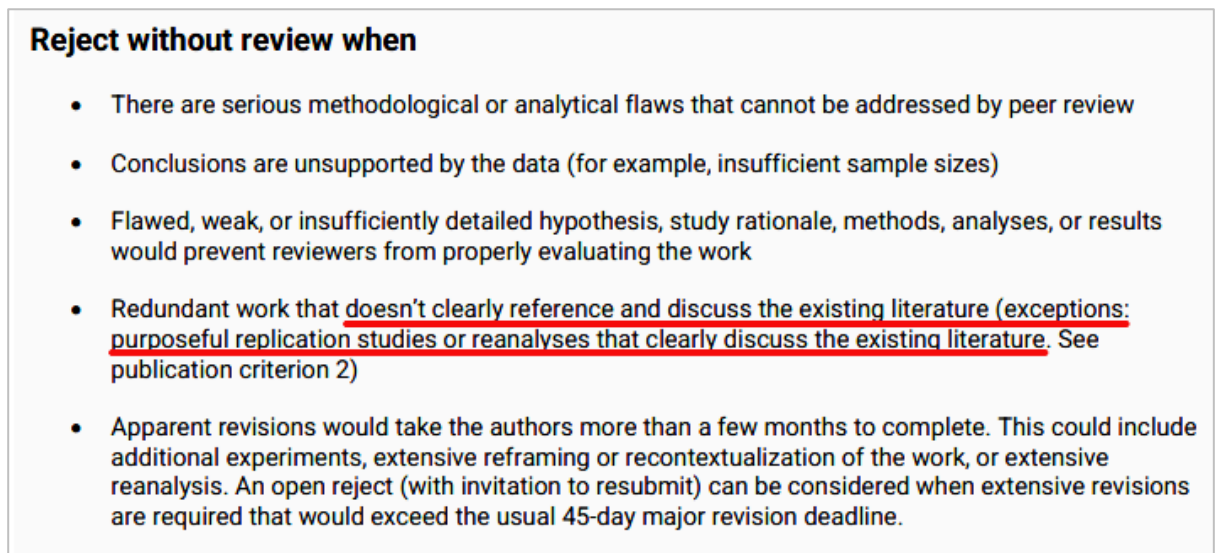 Reject without review when
• There are serious methodological or analytical flaws that cannot be addressed by peer review
• Conclusions are unsupported by the data (for example, insufficient sample sizes)
• Flawed, weak, or insufficiently detailed hypothesis, study rationale, methods, analyses, or results
would prevent reviewers from properly evaluating the work
• Redundant work that doesn’t clearly reference and discuss the existing literature (exceptions:
purposeful replication studies or reanalyses that clearly discuss the existing literature. See
publication criterion 2)
• Apparent revisions would take the authors more than a few months to complete. This could include
additional experiments, extensive reframing or recontextualization of the work, or extensive
reanalysis. An open reject (with invitation to resubmit) can be considered when extensive revisions
are required that would exceed the usual 45-day major revision deadline.